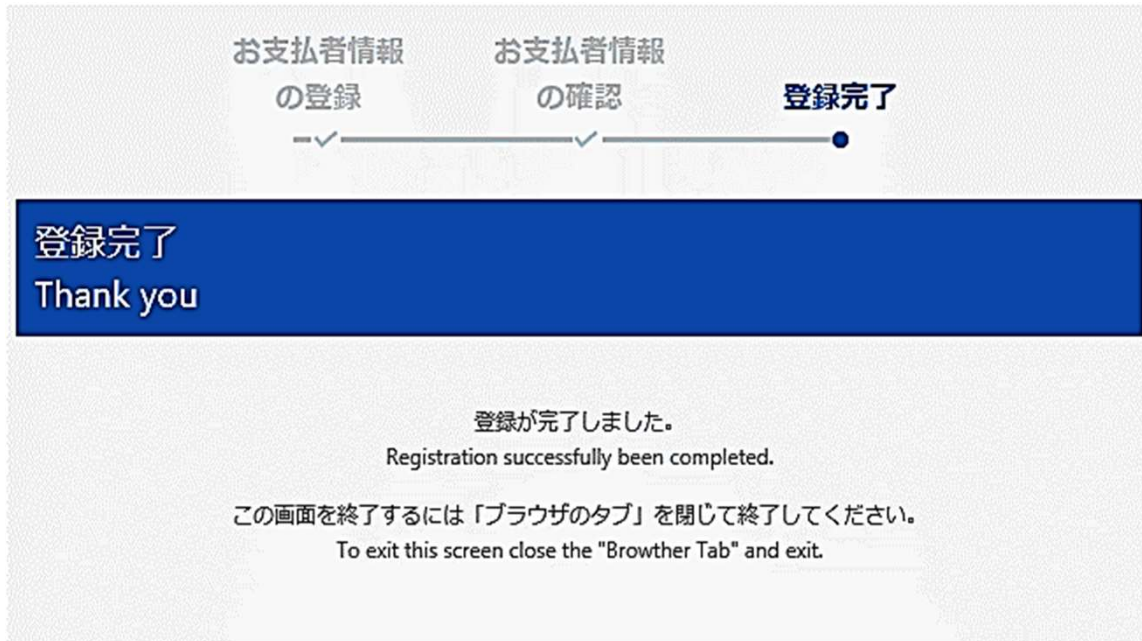 お支払者情報
の登録
お支払者情報
の確認
登録完了
登録完了
Thank you
登録が完了しました。
Registration successfully been completed.
この画面を終了するには「ブラウザのタブ」を閉じて終了してください。
To exit this screen close the "Browther Tab" and exit.